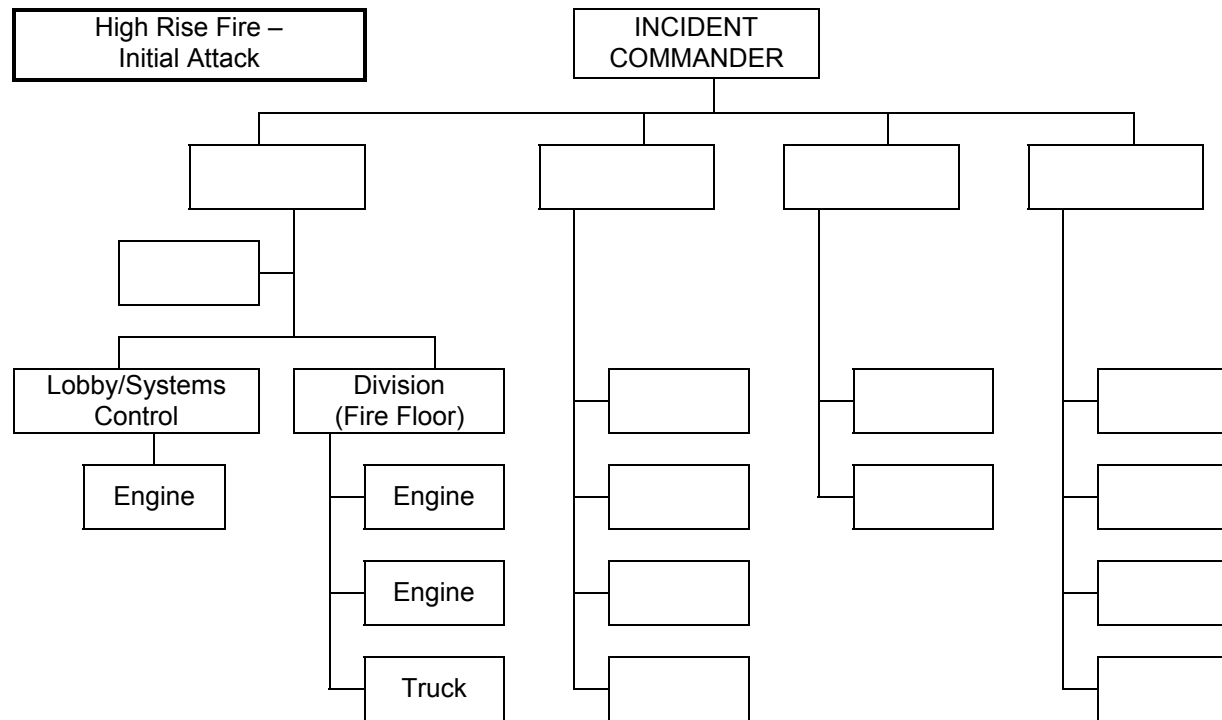 High Rise Fire –
Initial Attack
INCIDENT
COMMANDER
Lobby/Systems
Control
Division
(Fire Floor)
Engine
Engine
Engine
Truck